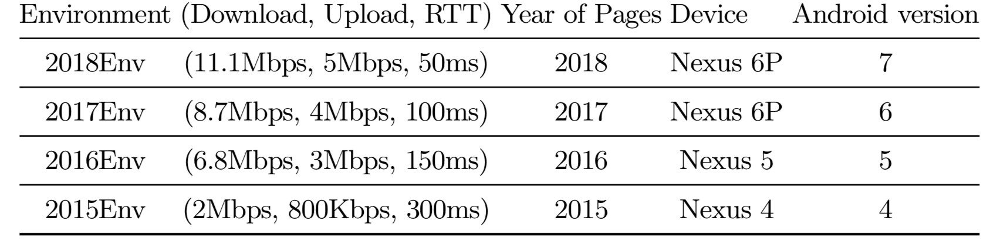 Environment (Download, Upload, RTT) Year of Pages Device Android version
2018Env (11.1Mbps, 5Mbps, 50ms) 2018 Nexus 6P 7
2017Env (8.7Mbps, 4Mbps, 100ms) 2017 Nexus 6P 6
2016Env (6.8Mbps, 3Mbps, 150ms) 2016 Nexus 5 5
2015Env (2Mbps, 800Kbps, 300ms) 2015 Nexus 4 4